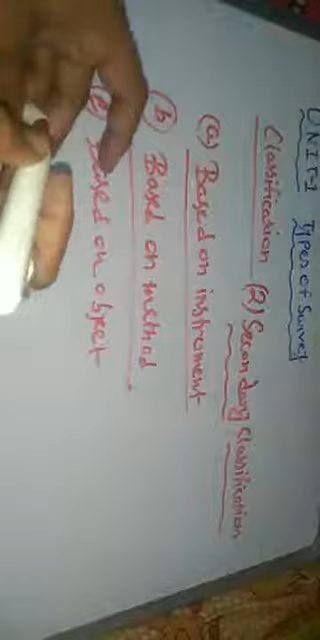 UNIT-1 Types of Survey
Classification (2) Secondary Classification
(a) Based on instrument
(b) Based on method
(c) Based on object